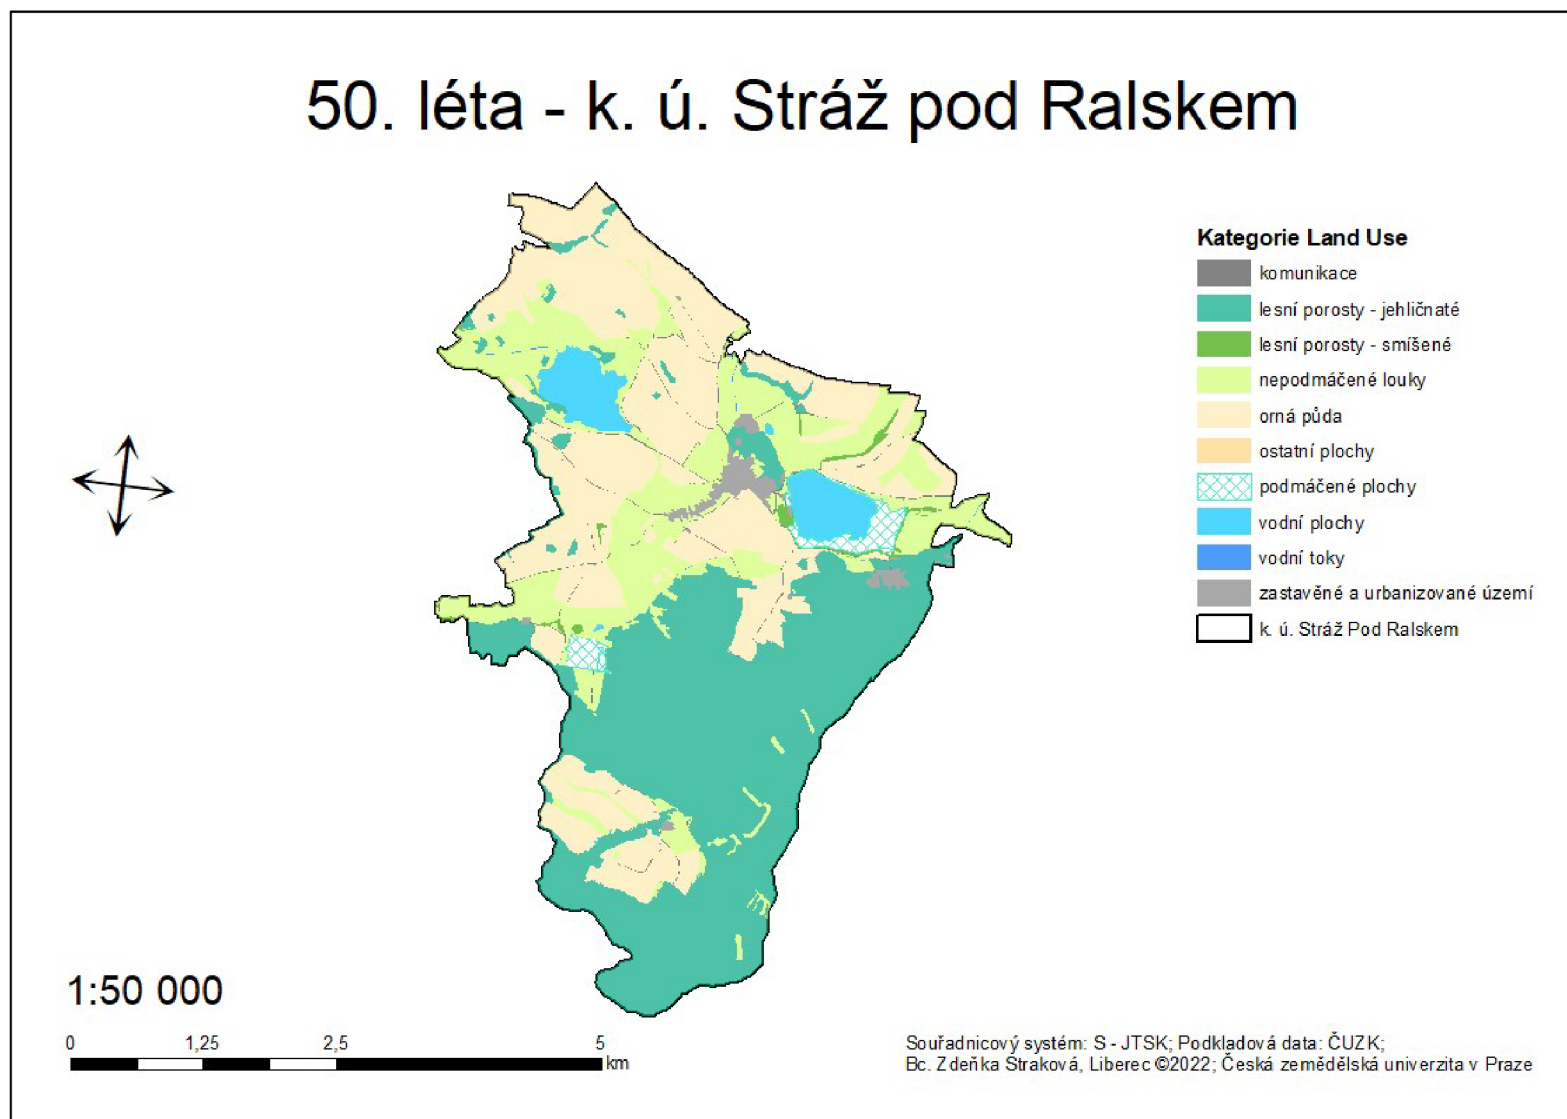 50. léta - k. ú. Stráž pod Ralskem
Kategorie Land Use
komunikace
lesní porosty - jehličnaté
lesní porosty - smíšené
nepodmáčené louky
orná půda
ostatní plochy
podmáčené plochy
vodní plochy
vodní toky
zastavěné a urbanizované území
k. ú. Stráž Pod Ralskem
1:50 000
0 1,25 2,5 5
km
Souřadnicový systém: S - JTSK; Podkladová data: ČUZK;
Bc. Zdeňka Straková, Liberec ©2022; Česká zemědělská univerzita v Praze